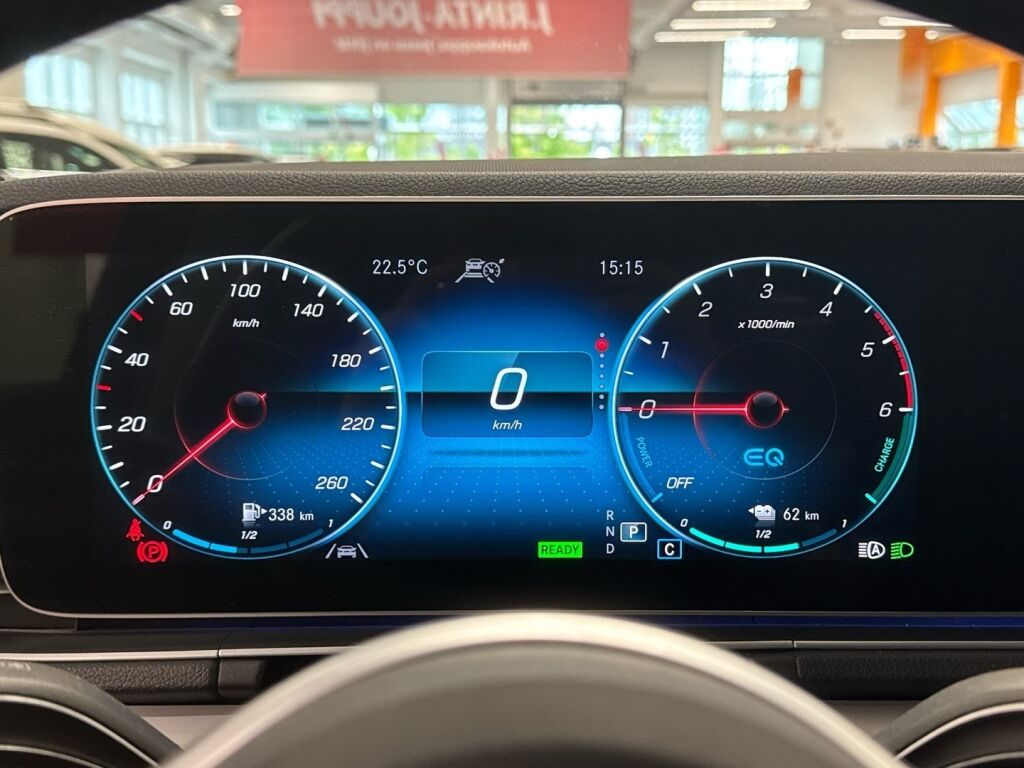 J.RINTA-JOUPPI
22.5°C
15:15
60
100
140
km/h
40
180
20
220
0
260
338 km
0
1/2
1
0
km/h
READY
R
N
P
D
C
2
3
4
x1000/min
1
5
0
6
POWER
EQ
CHARGE
OFF
62 km
0
1/2
1
P
A